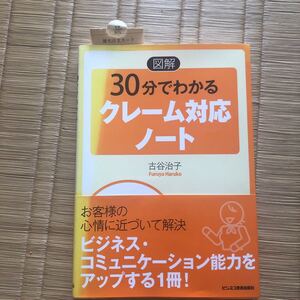 図解
30分でわかる
クレーム対応
ノート
古谷治子
Furuya Haruko
お客様の
心情に近づいて解決
ビジネス・
コミュニケーション能力を
アップする1冊!